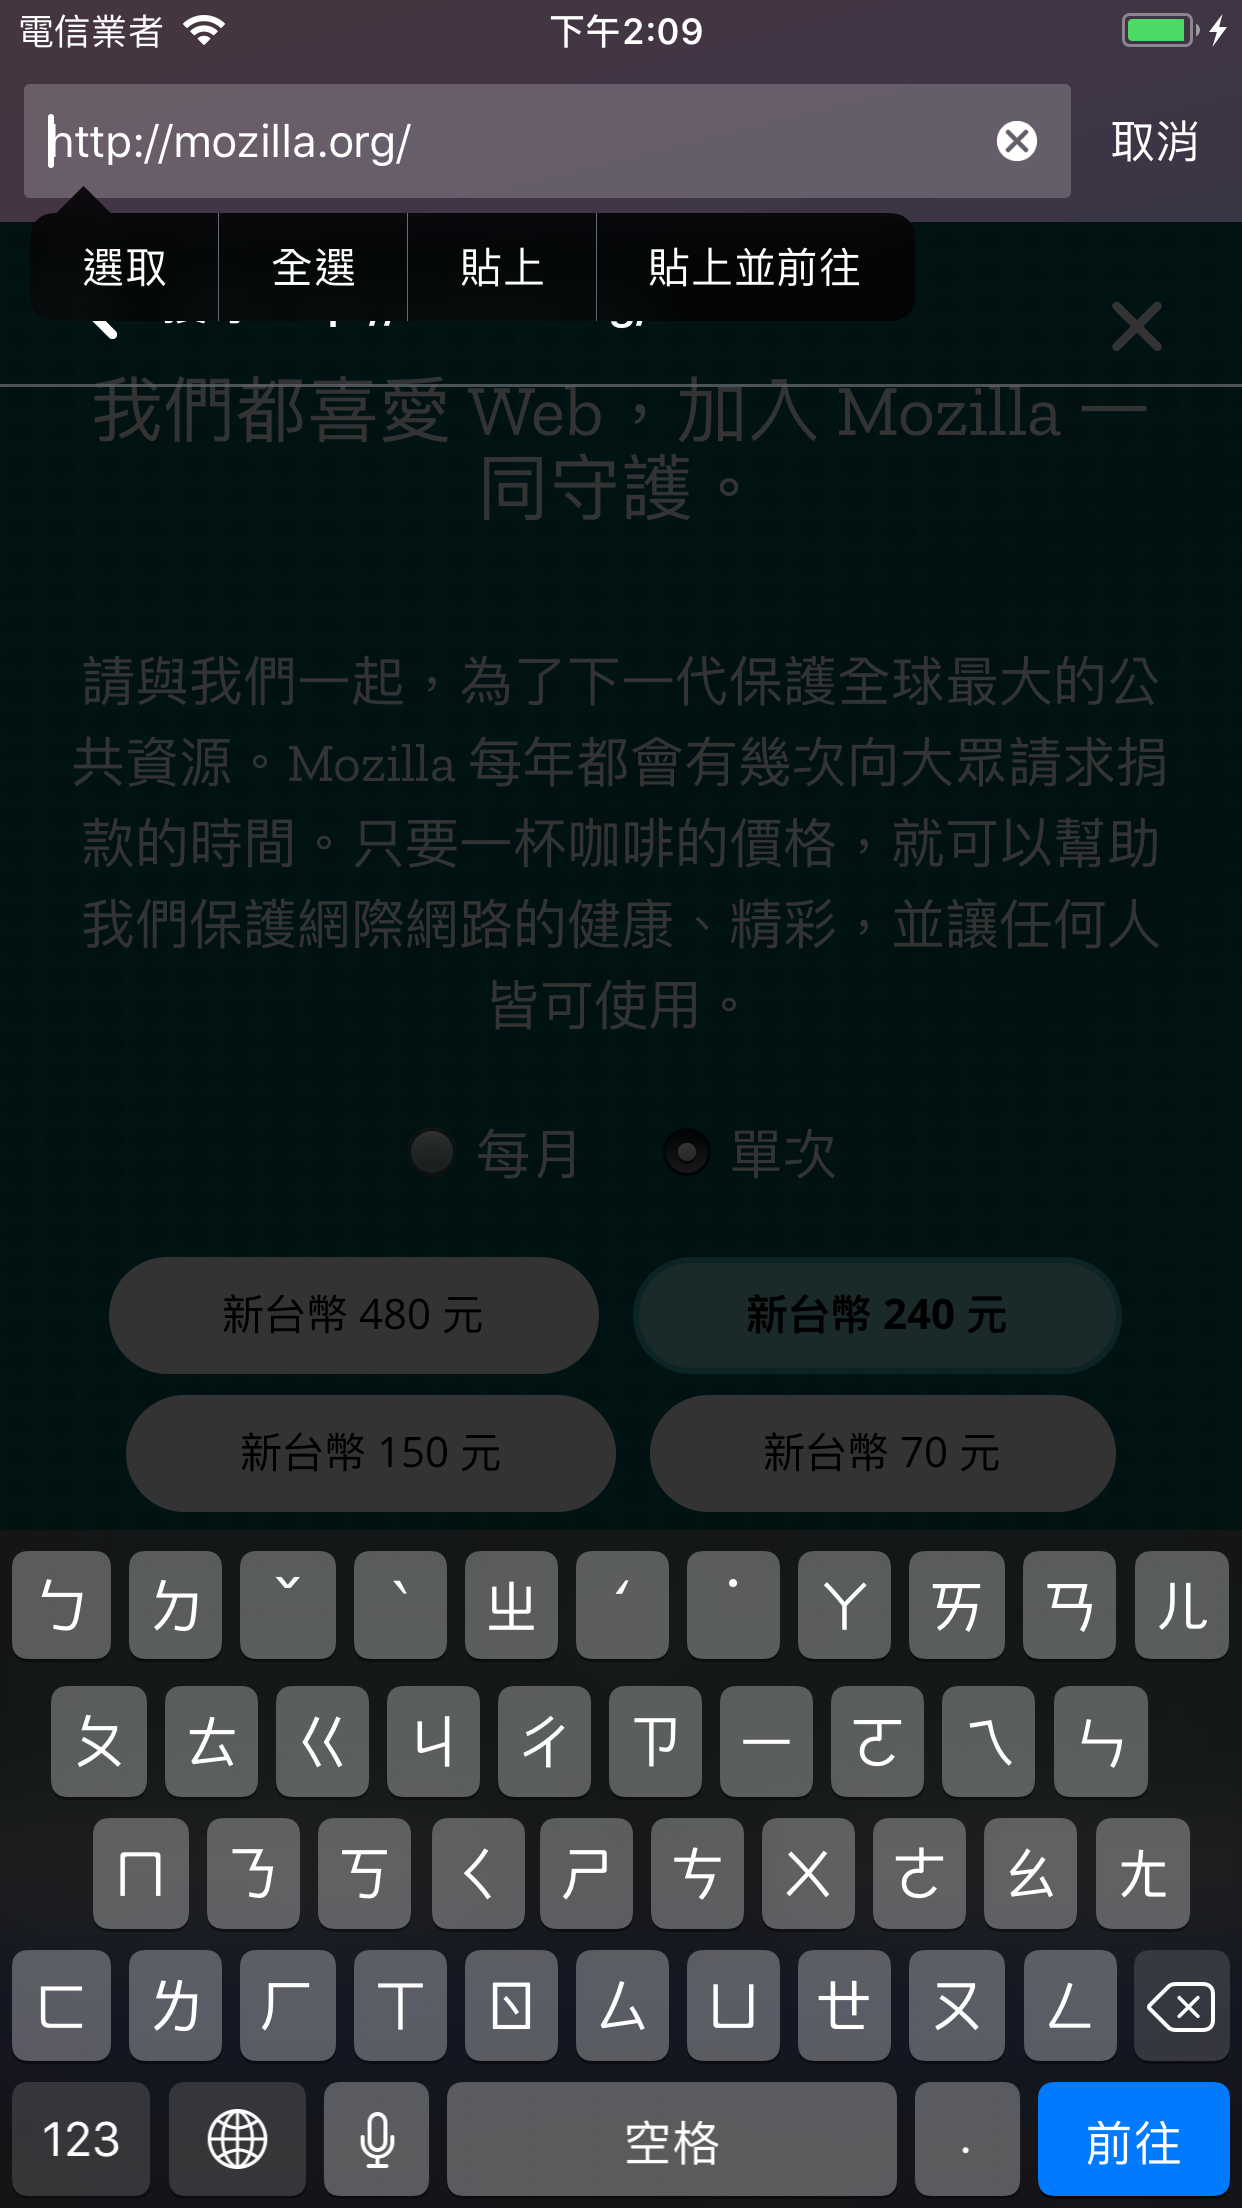 電信業者 下午2:09
http://mozilla.org/ 取消
選取 全選 貼上 貼上並前往
我們都喜愛 Web，加入 Mozilla 一
同守護。
請與我們一起，為了下一代保護全球最大的公
共資源。Mozilla 每年都會有幾次向大眾請求捐
款的時間。只要一杯咖啡的價格，就可以幫助
我們保護網際網路的健康、精彩，並讓任何人
皆可使用。
每月 單次
新台幣 480 元 新台幣 240 元
新台幣 150 元 新台幣 70 元
ㄅ ㄉ ˇ ˋ ㄓ ˊ ˙ ㄚ ㄞ ㄢ ㄦ
ㄆ ㄊ ㄍ ㄐ ㄔ ㄗ ㄧ ㄛ ㄟ ㄣ
ㄇ ㄋ ㄎ ㄑ ㄕ ㄘ ㄨ ㄜ ㄠ ㄤ
ㄈ ㄌ ㄏ ㄒ ㄖ ㄙ ㄩ ㄝ ㄡ ㄥ
123 空格 . 前往